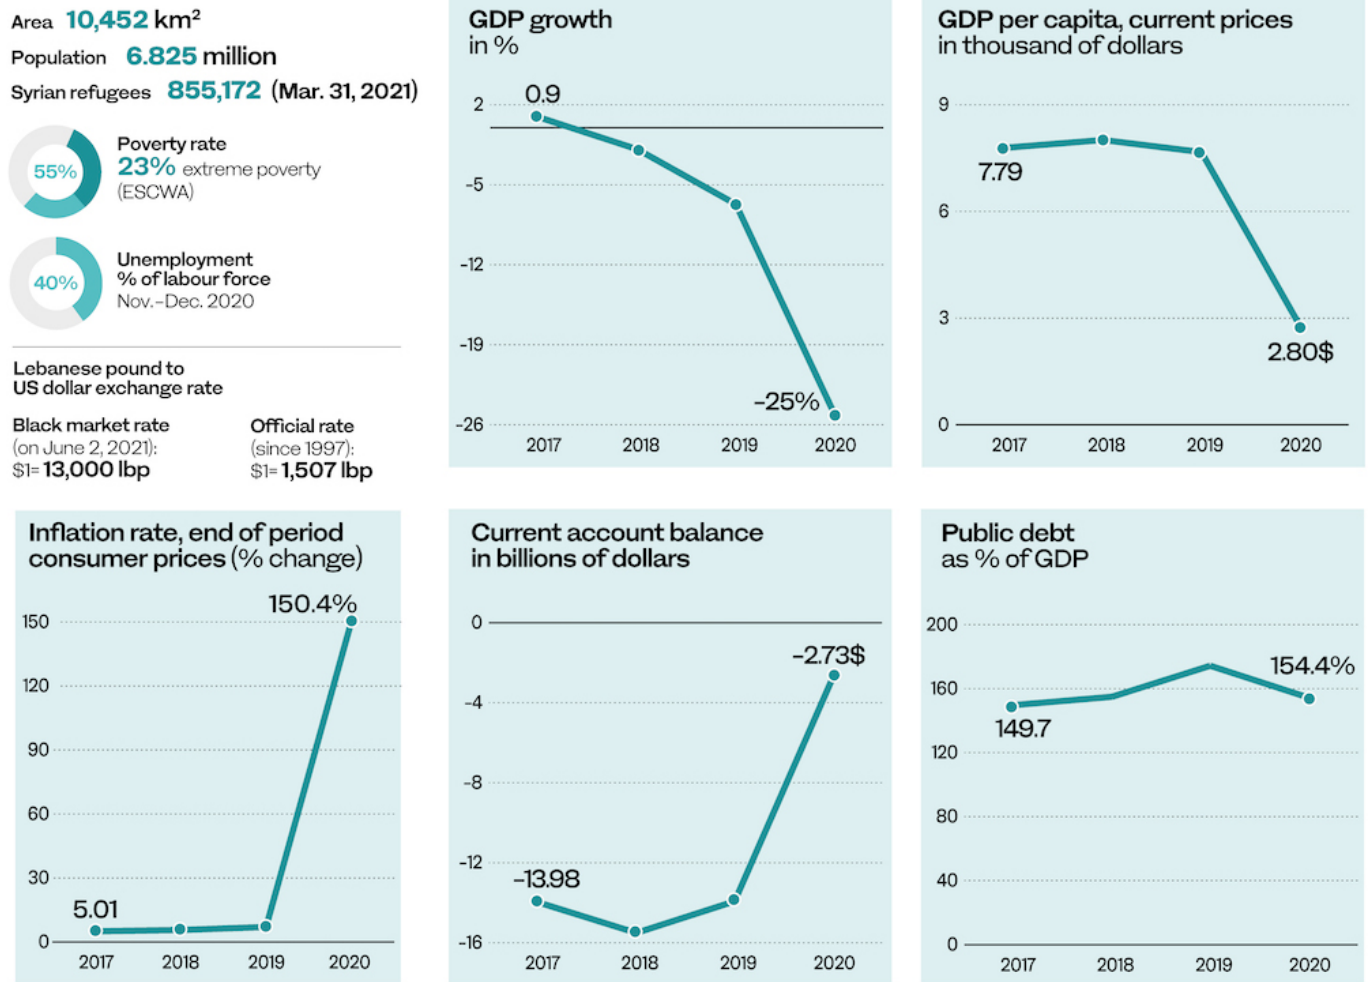 Area 10,452 km²
Population 6.825 million
Syrian refugees 855,172 (Mar. 31, 2021)
55%
Poverty rate
23% extreme poverty
(ESCWA)
40%
Unemployment
% of labour force
Nov.–Dec. 2020
Lebanese pound to
US dollar exchange rate
Black market rate
(on June 2, 2021):
$1= 13,000 lbp
Official rate
(since 1997):
$1= 1,507 lbp
GDP growth
in %
2
0.9
-5
-12
-19
-25%
-26
2017 2018 2019 2020
GDP per capita, current prices
in thousand of dollars
9
7.79
6
3
2.80$
0
2017 2018 2019 2020
Inflation rate, end of period
consumer prices (% change)
150.4%
150
120
90
60
30
5.01
0
2017 2018 2019 2020
Current account balance
in billions of dollars
0
-2.73$
-4
-8
-12
-13.98
-16
2017 2018 2019 2020
Public debt
as % of GDP
200
154.4%
160
149.7
120
80
40
0
2017 2018 2019 2020